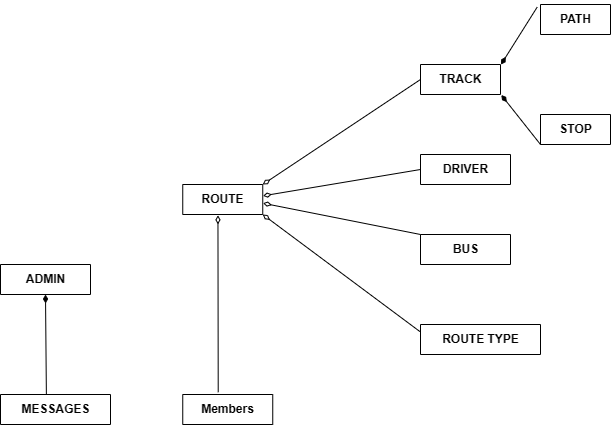 PATH
TRACK
STOP
DRIVER
ROUTE
BUS
ADMIN
ROUTE TYPE
MESSAGES
Members